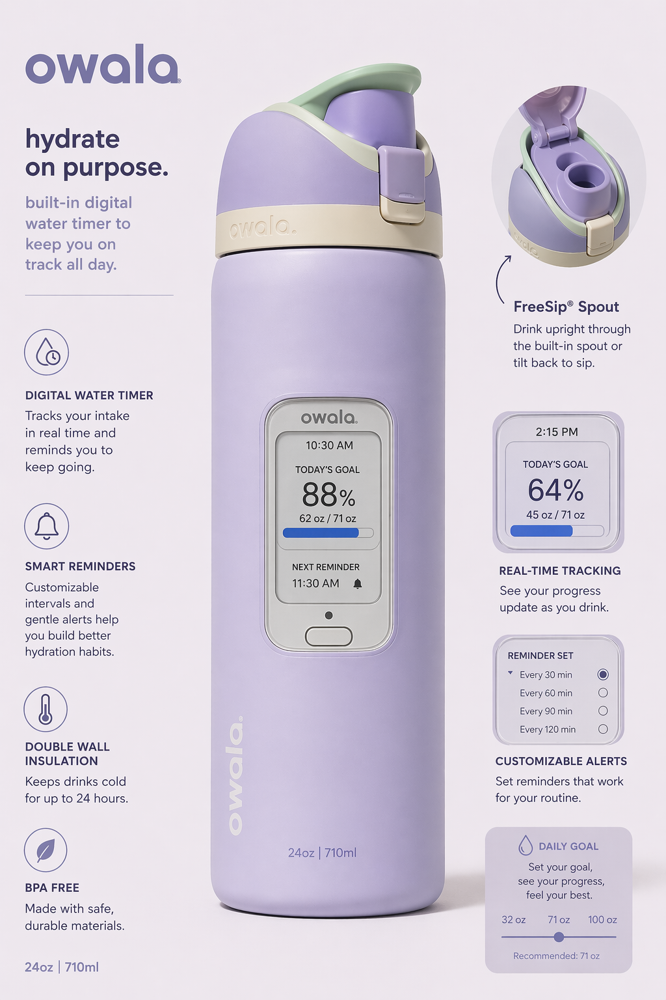 owala®
hydrate
on purpose.
built-in digital
water timer to
keep you on
track all day.
DIGITAL WATER TIMER
Tracks your intake
in real time and
reminds you to
keep going.
SMART REMINDERS
Customizable
intervals and
gentle alerts help
you build better
hydration habits.
DOUBLE WALL
INSULATION
Keeps drinks cold
for up to 24 hours.
BPA FREE
Made with safe,
durable materials.
24oz | 710ml
owala.
owala®
10:30 AM
TODAY'S GOAL
88%
62 oz / 71 oz
NEXT REMINDER
11:30 AM
owala®
24oz | 710ml
owala
FreeSip® Spout
Drink upright through
the built-in spout or
tilt back to sip.
2:15 PM
TODAY'S GOAL
64%
45 oz / 71 oz
REAL-TIME TRACKING
See your progress
update as you drink.
REMINDER SET
Every 30 min
Every 60 min
Every 90 min
Every 120 min
CUSTOMIZABLE ALERTS
Set reminders that work
for your routine.
DAILY GOAL
Set your goal,
see your progress,
feel your best.
32 oz 71 oz 100 oz
Recommended: 71 oz